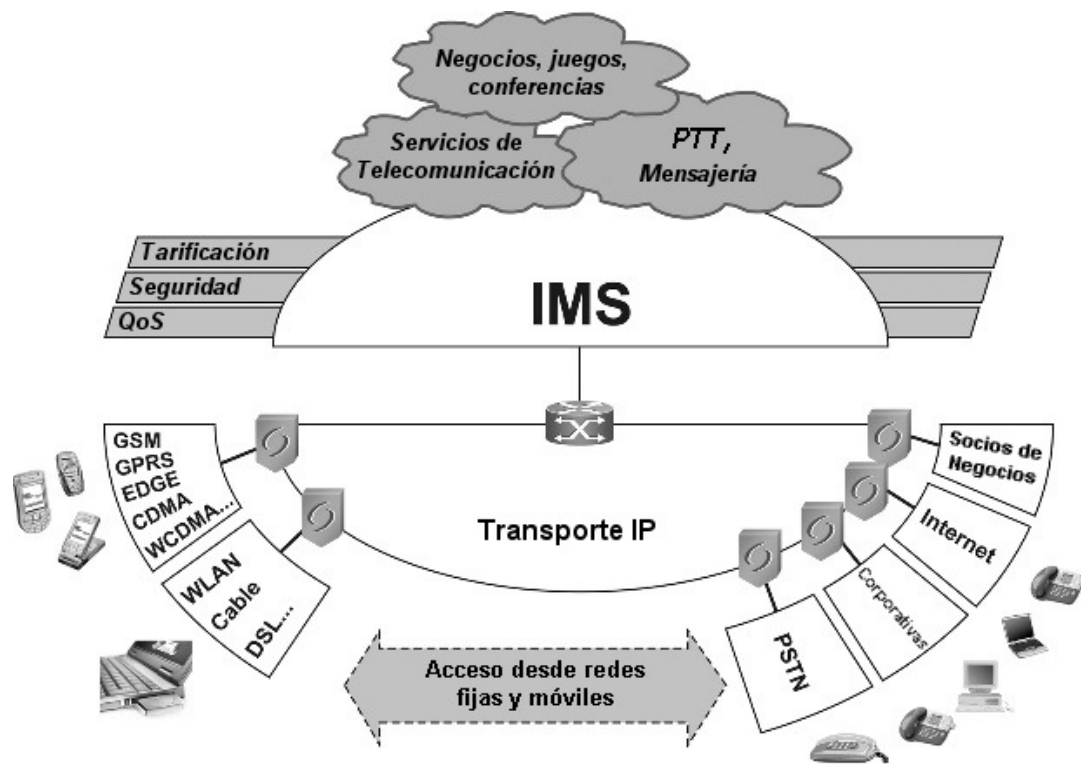 Negocios, juegos,
conferencias
Servicios de
Telecomunicación
PTT,
Mensajería
Tarificación
Seguridad
QoS
IMS
GSM
GPRS
EDGE
CDMA
WCDMA...
WLAN
Cable
DSL...
Transporte IP
Socios de
Negocios
Internet
Corporativas
PSTN
Acceso desde redes
fijas y móviles